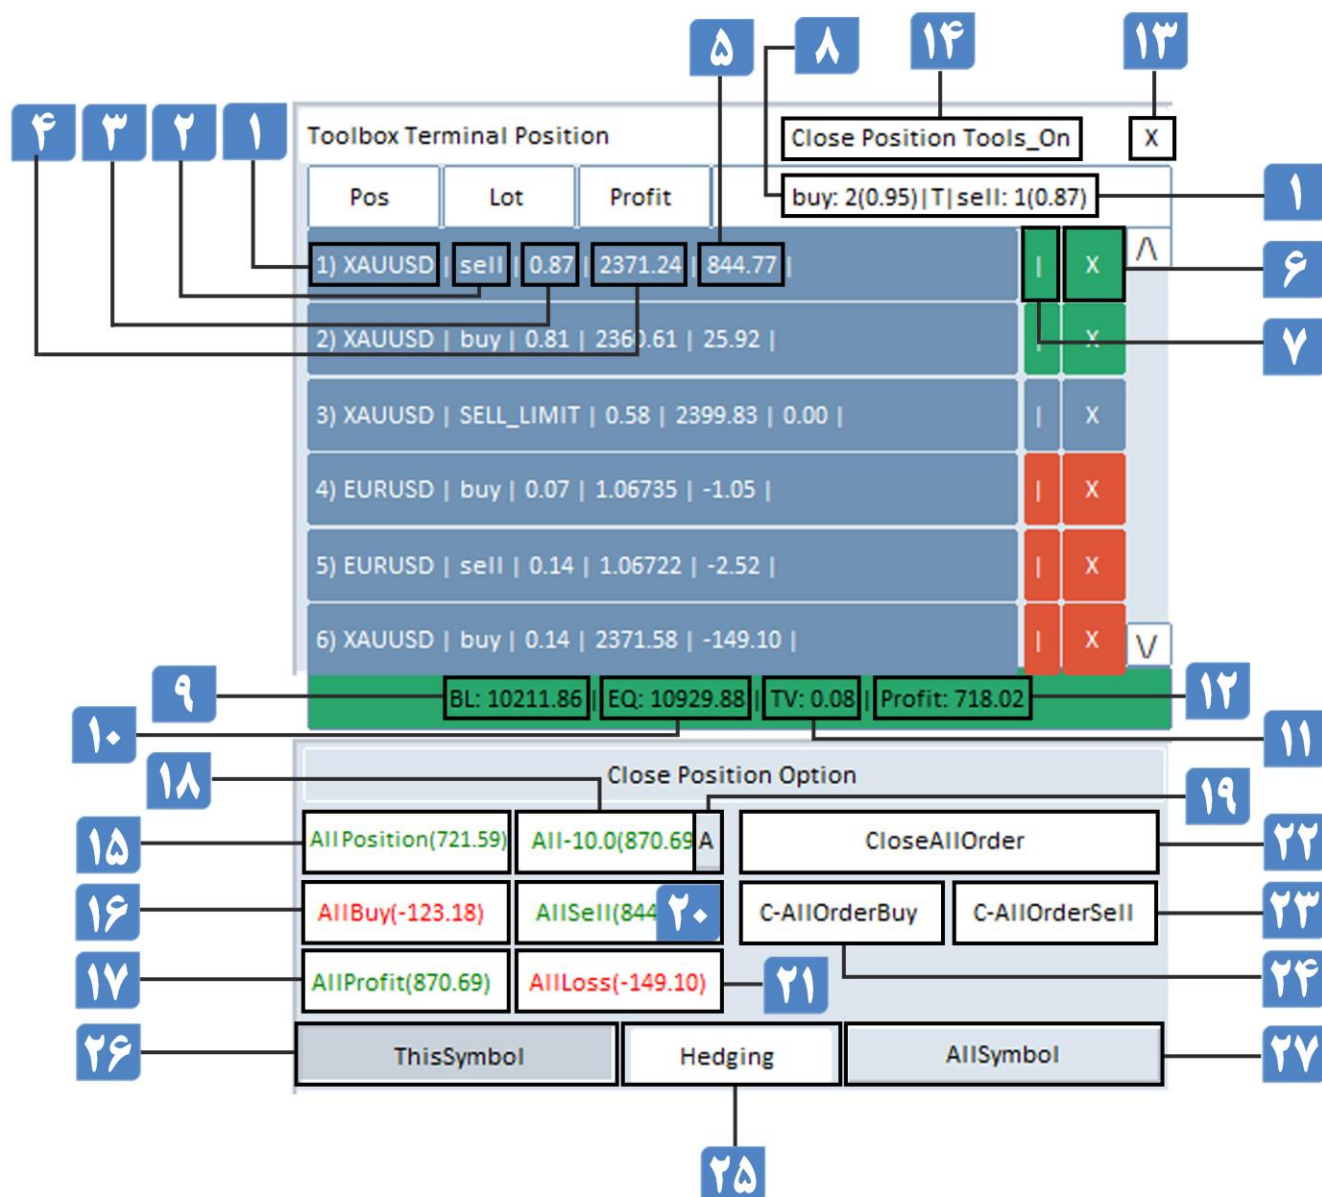 ۵ ۸ ۱۴ ۱۳
۴ ۳ ۲ ۱
Toolbox Terminal Position
Close Position Tools_On
X
Pos
Lot
Profit
buy: 2(0.95)|T|sell: 1(0.87)
۱
1) XAUUSD | sell | 0.87 | 2371.24 | 844.77 |
| X
/\
۶
2) XAUUSD | buy | 0.81 | 2360.61 | 25.92 |
| X
۷
3) XAUUSD | SELL_LIMIT | 0.58 | 2399.83 | 0.00 |
| X
4) EURUSD | buy | 0.07 | 1.06735 | -1.05 |
| X
5) EURUSD | sell | 0.14 | 1.06722 | -2.52 |
| X
6) XAUUSD | buy | 0.14 | 2371.58 | -149.10 |
| X
\/
۹
BL: 10211.86 | EQ: 10929.88 | TV: 0.08 | Profit: 718.02
۱۲
۱۰
۱۱
Close Position Option
۱۸
۱۹
۱۵
AllPosition(721.59)
All-10.0(870.69
A
CloseAllOrder
۲۲
۱۶
AllBuy(-123.18)
AllSell(844
۲۰
C-AllOrderBuy
C-AllOrderSell
۲۳
۱۷
AllProfit(870.69)
AllLoss(-149.10)
۲۱
۲۴
۲۶
ThisSymbol
Hedging
AllSymbol
۲۷
۲۵